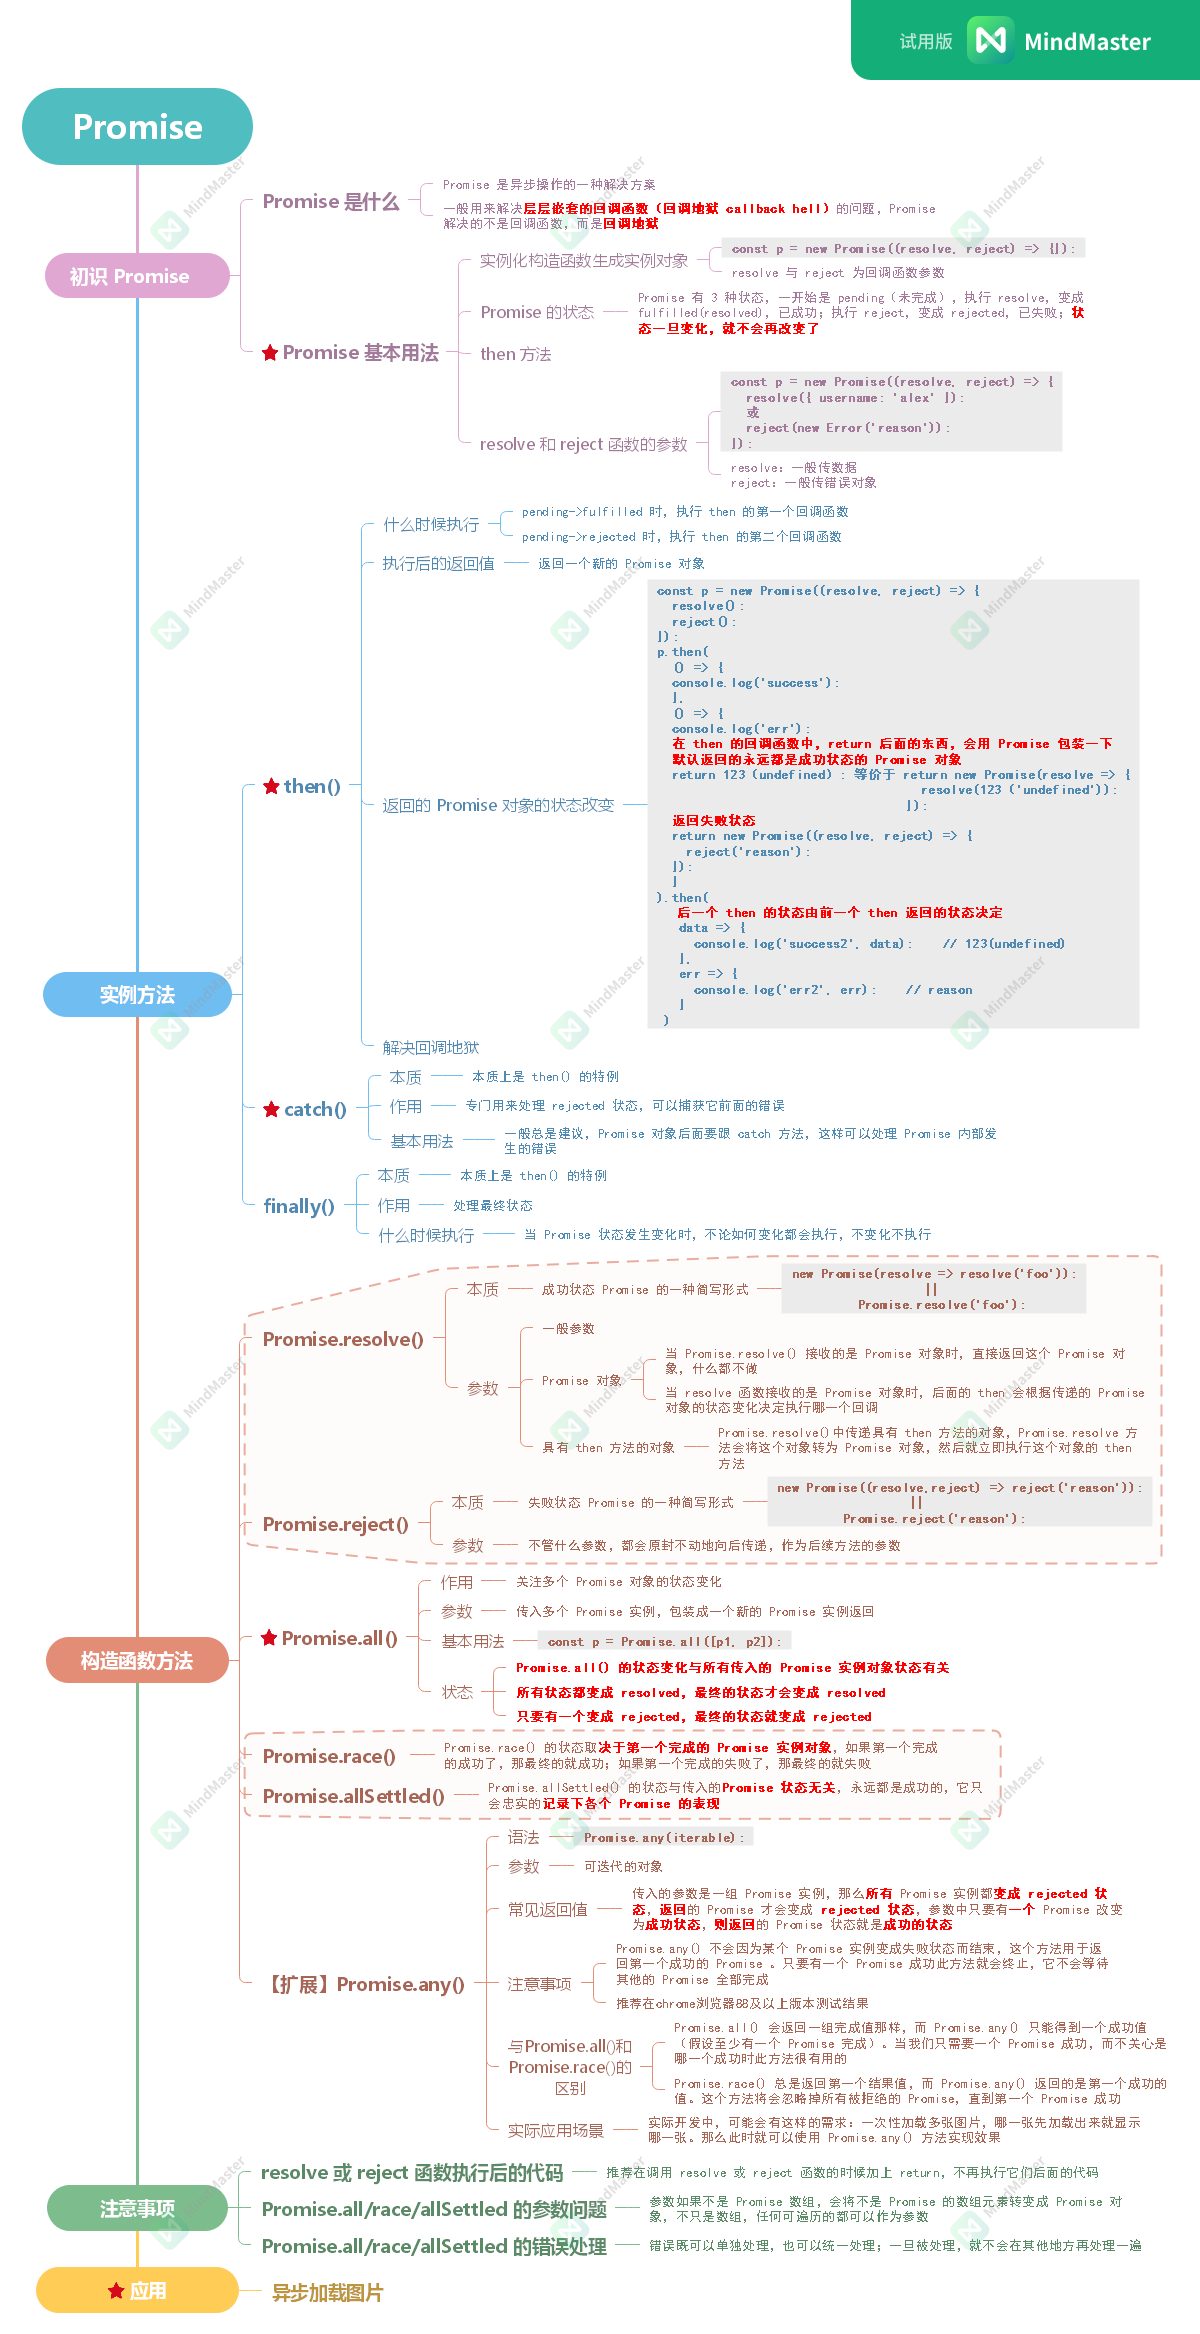 试用版 MindMaster
Promise
初识 Promise
Promise 是什么
Promise 是异步操作的一种解决方案
一般用来解决层层嵌套的回调函数（回调地狱 callback hell）的问题，Promise
解决的不是回调函数，而是回调地狱
Promise 基本用法
实例化构造函数生成实例对象
const p = new Promise((resolve, reject) => {});
resolve 与 reject 为回调函数参数
Promise 的状态
Promise 有 3 种状态，一开始是 pending（未完成），执行 resolve，变成
fulfilled(resolved)，已成功；执行 reject，变成 rejected，已失败；状
态一旦变化，就不会再改变了
then 方法
resolve 和 reject 函数的参数
const p = new Promise((resolve, reject) => {
resolve({ username: 'alex' });
或
reject(new Error('reason'));
});
resolve：一般传数据
reject：一般传错误对象
实例方法
then()
什么时候执行
pending->fulfilled 时，执行 then 的第一个回调函数
pending->rejected 时，执行 then 的第二个回调函数
执行后的返回值
返回一个新的 Promise 对象
返回的 Promise 对象的状态改变
const p = new Promise((resolve, reject) => {
resolve();
reject();
});
p.then(
() => {
console.log('success');
},
() => {
console.log('err');
在 then 的回调函数中，return 后面的东西，会用 Promise 包装一下
默认返回的永远都是成功状态的 Promise 对象
return 123（undefined）; 等价于 return new Promise(resolve => {
resolve(123 ('undefined'));
});
返回失败状态
return new Promise((resolve, reject) => {
reject('reason');
});
}
).then(
后一个 then 的状态由前一个 then 返回的状态决定
data => {
console.log('success2', data); // 123(undefined)
},
err => {
console.log('err2', err); // reason
}
)
解决回调地狱
catch()
本质
本质上是 then() 的特例
作用
专门用来处理 rejected 状态，可以捕获它前面的错误
基本用法
一般总是建议，Promise 对象后面要跟 catch 方法，这样可以处理 Promise 内部发
生的错误
finally()
本质
本质上是 then() 的特例
作用
处理最终状态
什么时候执行
当 Promise 状态发生变化时，不论如何变化都会执行，不变化不执行
构造函数方法
Promise.resolve()
本质
成功状态 Promise 的一种简写形式
new Promise(resolve => resolve('foo'));
||
Promise.resolve('foo');
参数
一般参数
Promise 对象
当 Promise.resolve() 接收的是 Promise 对象时，直接返回这个 Promise 对
象，什么都不做
当 resolve 函数接收的是 Promise 对象时，后面的 then 会根据传递的 Promise
对象的状态变化决定执行哪一个回调
具有 then 方法的对象
Promise.resolve()中传递具有 then 方法的对象，Promise.resolve 方
法会将这个对象转为 Promise 对象，然后就立即执行这个对象的 then
方法
Promise.reject()
本质
失败状态 Promise 的一种简写形式
new Promise((resolve,reject) => reject('reason'));
||
Promise.reject('reason');
参数
不管什么参数，都会原封不动地向后传递，作为后续方法的参数
Promise.all()
作用
关注多个 Promise 对象的状态变化
参数
传入多个 Promise 实例，包装成一个新的 Promise 实例返回
基本用法
const p = Promise.all([p1, p2]);
状态
Promise.all() 的状态变化与所有传入的 Promise 实例对象状态有关
所有状态都变成 resolved，最终的状态才会变成 resolved
只要有一个变成 rejected，最终的状态就变成 rejected
Promise.race()
Promise.race() 的状态取决于第一个完成的 Promise 实例对象，如果第一个完成
的成功了，那最终的就成功；如果第一个完成的失败了，那最终的就失败
Promise.allSettled()
Promise.allSettled() 的状态与传入的Promise 状态无关，永远都是成功的，它只
会忠实的记录下各个 Promise 的表现
【扩展】Promise.any()
语法
Promise.any(iterable);
参数
可迭代的对象
常见返回值
传入的参数是一组 Promise 实例，那么所有 Promise 实例都变成 rejected 状
态，返回的 Promise 才会变成 rejected 状态，参数中只要有一个 Promise 改变
为成功状态，则返回的 Promise 状态就是成功的状态
注意事项
Promise.any() 不会因为某个 Promise 实例变成失败状态而结束，这个方法用于返
回第一个成功的 Promise 。只要有一个 Promise 成功此方法就会终止，它不会等待
其他的 Promise 全部完成
推荐在chrome浏览器88及以上版本测试结果
与Promise.all()和
Promise.race()的
区别
Promise.all() 会返回一组完成值那样，而 Promise.any() 只能得到一个成功值
（假设至少有一个 Promise 完成）。当我们只需要一个 Promise 成功，而不关心是
哪一个成功时此方法很有用的
Promise.race() 总是返回第一个结果值，而 Promise.any() 返回的是第一个成功的
值。这个方法将会忽略掉所有被拒绝的 Promise，直到第一个 Promise 成功
实际应用场景
实际开发中，可能会有这样的需求：一次性加载多张图片，哪一张先加载出来就显示
哪一张。那么此时就可以使用 Promise.any() 方法实现效果
注意事项
resolve 或 reject 函数执行后的代码
推荐在调用 resolve 或 reject 函数的时候加上 return，不再执行它们后面的代码
Promise.all/race/allSettled 的参数问题
参数如果不是 Promise 数组，会将不是 Promise 的数组元素转变成 Promise 对
象，不只是数组，任何可遍历的都可以作为参数
Promise.all/race/allSettled 的错误处理
错误既可以单独处理，也可以统一处理；一旦被处理，就不会在其他地方再处理一遍
应用
异步加载图片